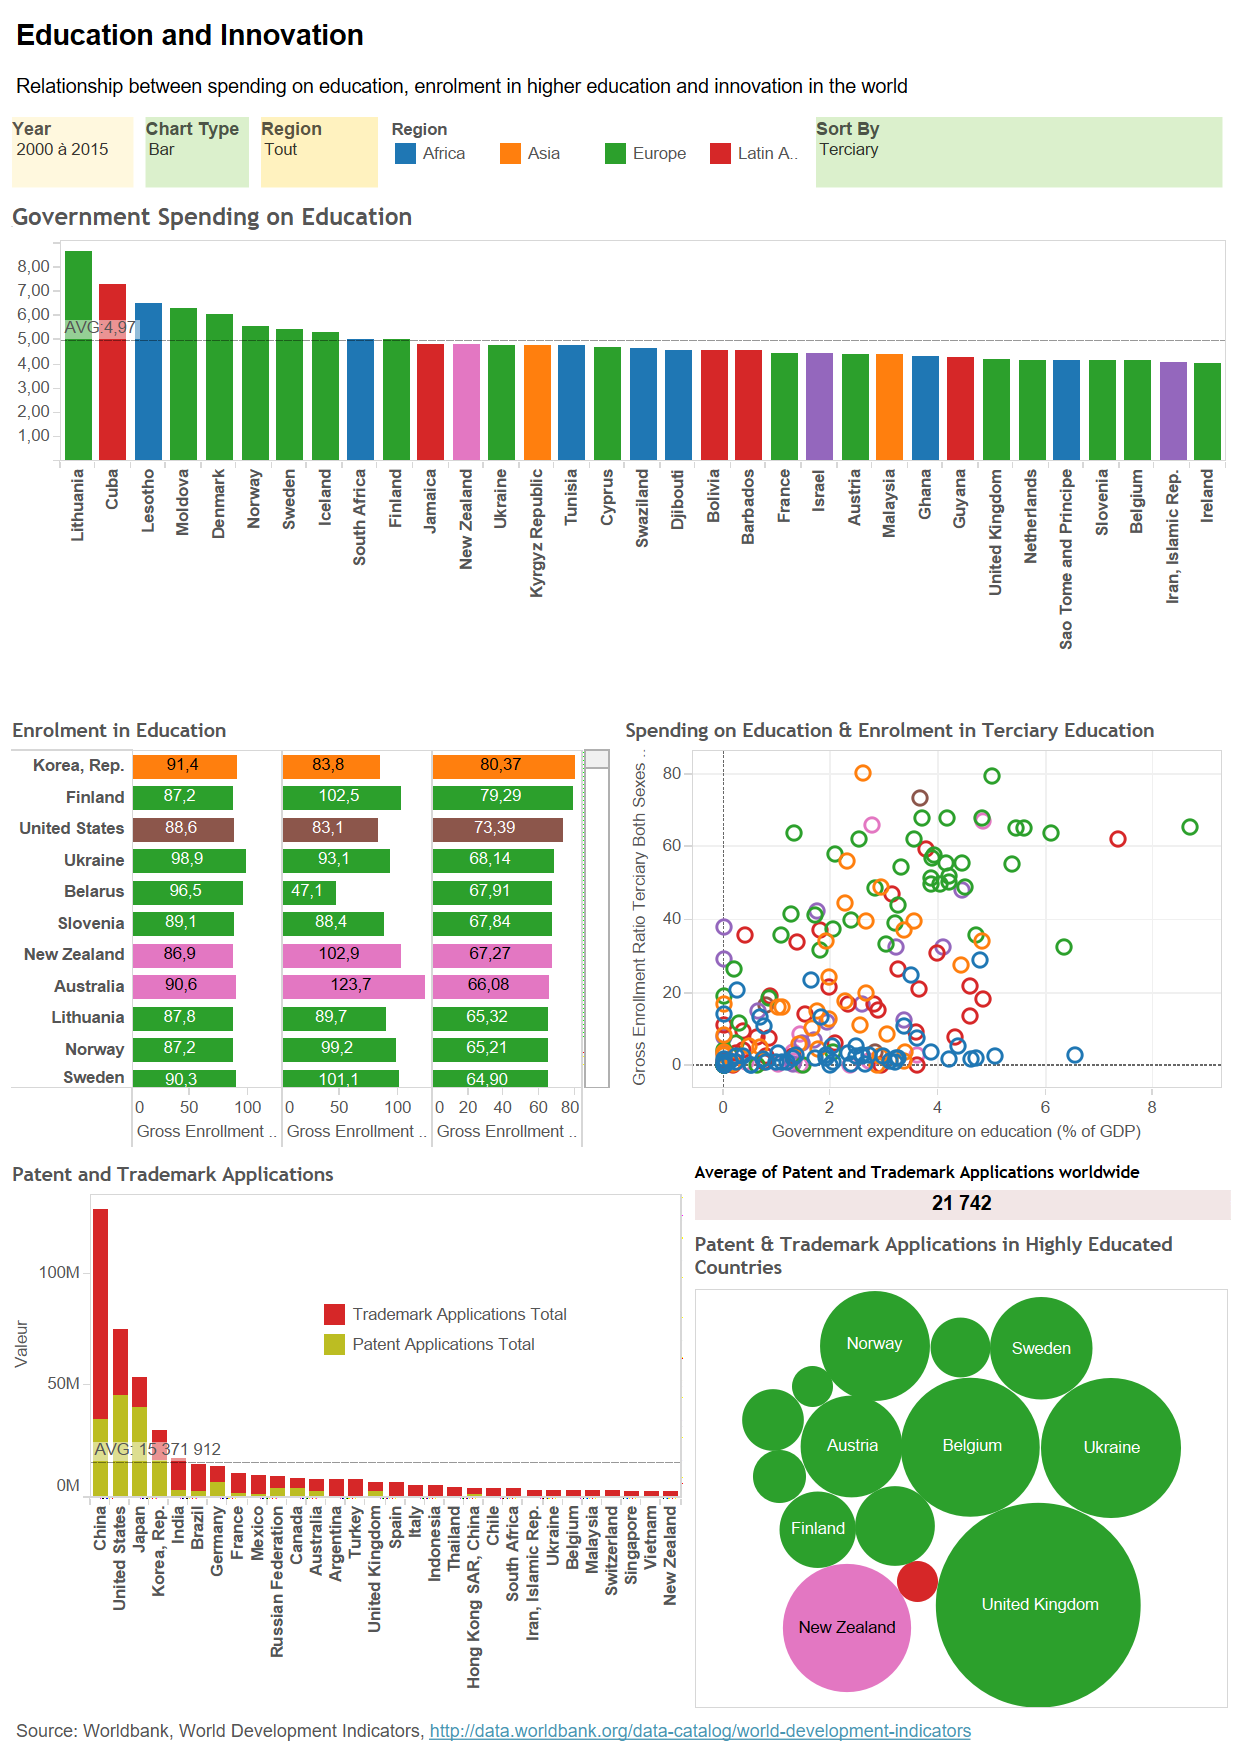 Education and Innovation
Relationship between spending on education, enrolment in higher education and innovation in the world
Year
2000 à 2015
Chart Type
Bar
Region
Tout
Region
Africa
Asia
Europe
Latin A..
Sort By
Terciary
Government Spending on Education
8,00
7,00
6,00
5,00
4,00
3,00
2,00
1,00
AVG:4,97
Lithuania
Cuba
Lesotho
Moldova
Denmark
Norway
Sweden
Iceland
South Africa
Finland
Jamaica
New Zealand
Ukraine
Kyrgyz Republic
Tunisia
Cyprus
Swaziland
Djibouti
Bolivia
Barbados
France
Israel
Austria
Malaysia
Ghana
Guyana
United Kingdom
Netherlands
Sao Tome and Principe
Slovenia
Belgium
Iran, Islamic Rep.
Ireland
Enrolment in Education
Korea, Rep. 91,4 83,8 80,37
Finland 87,2 102,5 79,29
United States 88,6 83,1 73,39
Ukraine 98,9 93,1 68,14
Belarus 96,5 47,1 67,91
Slovenia 89,1 88,4 67,84
New Zealand 86,9 102,9 67,27
Australia 90,6 123,7 66,08
Lithuania 87,8 89,7 65,32
Norway 87,2 99,2 65,21
Sweden 90,3 101,1 64,90
0 50 100 0 50 100 0 20 40 60 80
Gross Enrollment .. Gross Enrollment .. Gross Enrollment ..
Spending on Education & Enrolment in Terciary Education
Gross Enrollment Ratio Terciary Both Sexes ..
80
60
40
20
0
0 2 4 6 8
Government expenditure on education (% of GDP)
Patent and Trademark Applications
Valeur
100M
50M
0M
Trademark Applications Total
Patent Applications Total
AVG: 15 371 912
China
United States
Japan
Korea, Rep.
India
Brazil
Germany
France
Mexico
Russian Federation
Canada
Australia
Argentina
Turkey
United Kingdom
Spain
Italy
Indonesia
Thailand
Hong Kong SAR, China
Chile
South Africa
Iran, Islamic Rep.
Ukraine
Belgium
Malaysia
Switzerland
Singapore
Vietnam
New Zealand
Average of Patent and Trademark Applications worldwide
21 742
Patent & Trademark Applications in Highly Educated
Countries
Norway
Sweden
Austria
Belgium
Ukraine
Finland
United Kingdom
New Zealand
Source: Worldbank, World Development Indicators, http://data.worldbank.org/data-catalog/world-development-indicators